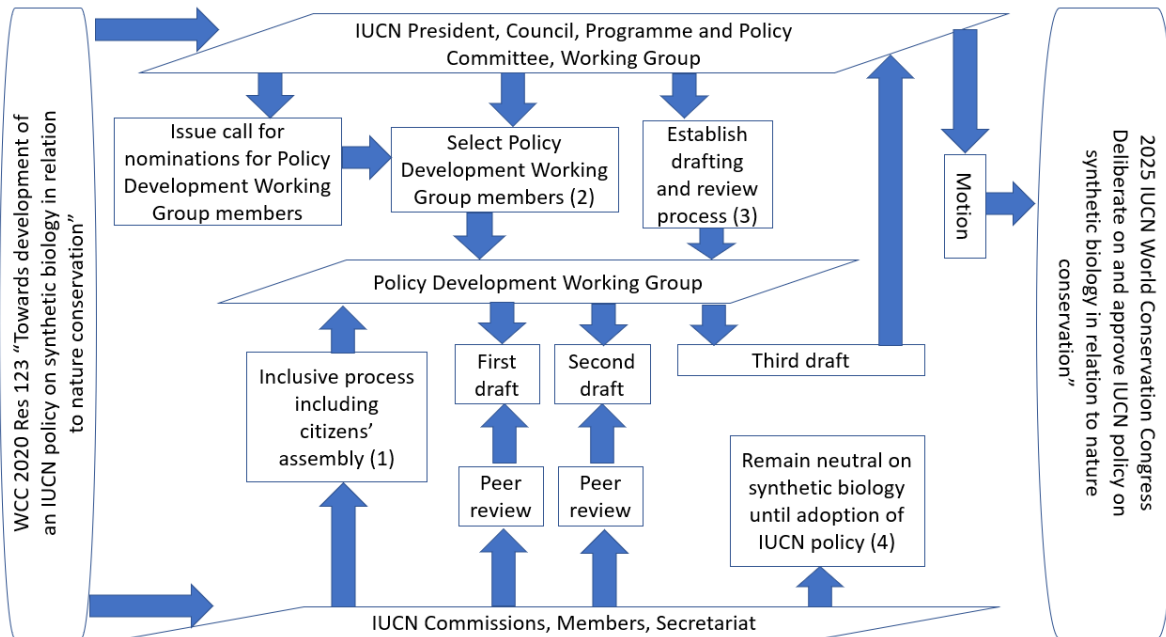 WCC 2020 Res 123 “Towards development of
an IUCN policy on synthetic biology in relation
to nature conservation”
IUCN President, Council, Programme and Policy
Committee, Working Group
Issue call for
nominations for Policy
Development Working
Group members
Select Policy
Development Working
Group members (2)
Establish
drafting
and review
process (3)
Motion
Policy Development Working Group
Inclusive process
including
citizens’
assembly (1)
First
draft
Second
draft
Third draft
Peer
review
Peer
review
Remain neutral on
synthetic biology
until adoption of
IUCN policy (4)
IUCN Commissions, Members, Secretariat
2025 IUCN World Conservation Congress
Deliberate on and approve IUCN policy on
synthetic biology in relation to nature
conservation”